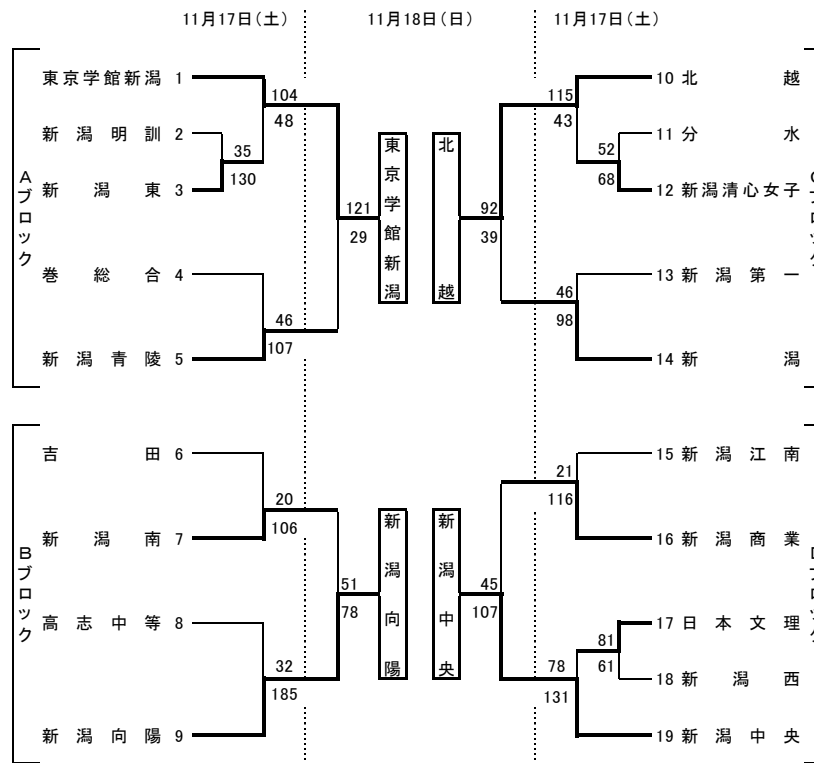 11月17日（土） 11月18日（日） 11月17日（土）
Aブロック
東京学館新潟 1
新潟明訓 2
新潟東 3
巻総合 4
新潟青陵 5
104
48
35
130
46
107
121
29
東京学館新潟
北越
92
39
115
43
52
68
46
98
10 北越
11 分水
12 新潟清心女子
13 新潟第一
14 新潟
Bブロック
吉田 6
新潟南 7
高志中等 8
新潟向陽 9
20
106
32
185
51
78
新潟向陽
新潟中央
45
107
21
116
81
61
78
131
15 新潟江南
16 新潟商業
17 日本文理
18 新潟西
19 新潟中央